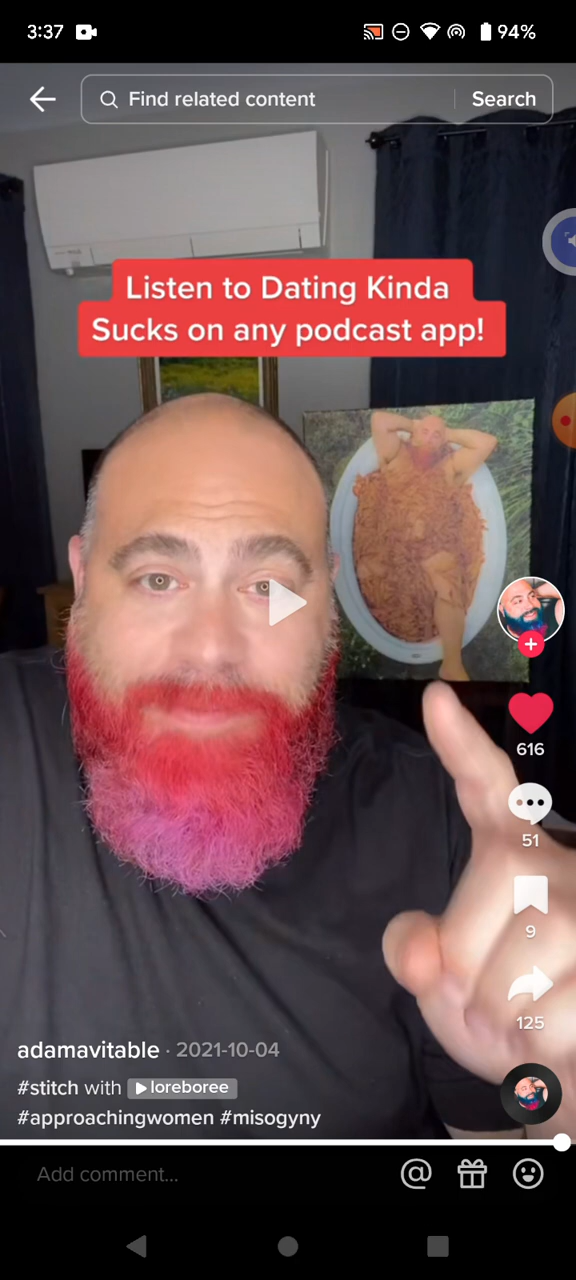 3:37
94%
Find related content
Search
Listen to Dating Kinda
Sucks on any podcast app!
616
51
9
125
adamavitable · 2021-10-04
#stitch with loreboree
#approachingwomen #misogyny
Add comment...